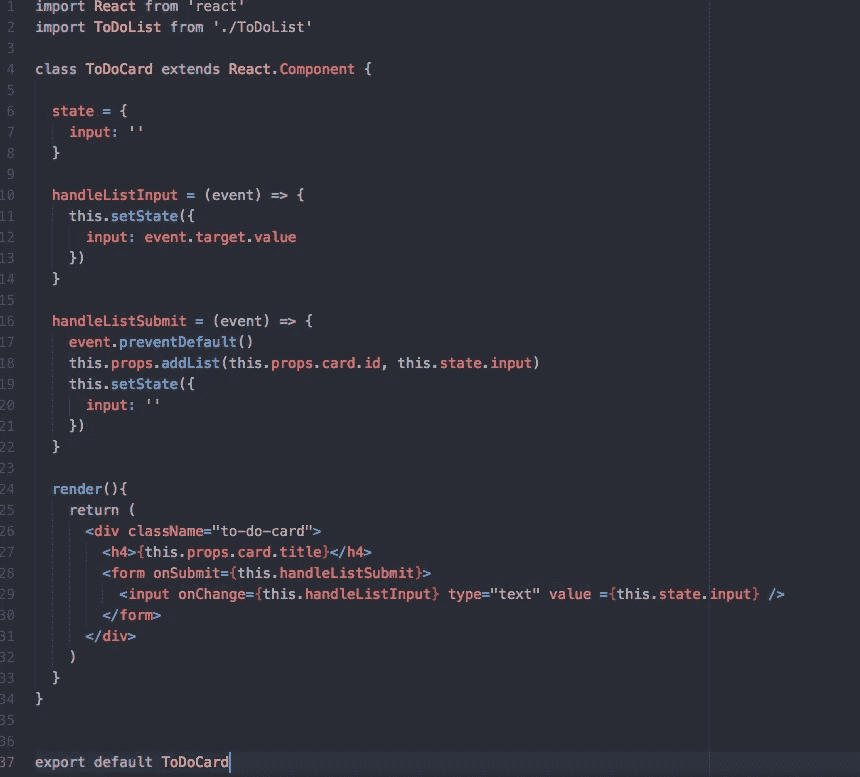 1 import React from 'react'
2 import ToDoList from './ToDoList'
3
4 class ToDoCard extends React.Component {
5
6   state = {
7     input: ''
8   }
9
10   handleListInput = (event) => {
11     this.setState({
12       input: event.target.value
13     })
14   }
15
16   handleListSubmit = (event) => {
17     event.preventDefault()
18     this.props.addList(this.props.card.id, this.state.input)
19     this.setState({
20       input: ''
21     })
22   }
23
24   render(){
25     return (
26       <div className="to-do-card">
27         <h4>{this.props.card.title}</h4>
28         <form onSubmit={this.handleListSubmit}>
29           <input onChange={this.handleListInput} type="text" value ={this.state.input} />
30         </form>
31       </div>
32     )
33   }
34 }
35
36
37 export default ToDoCard